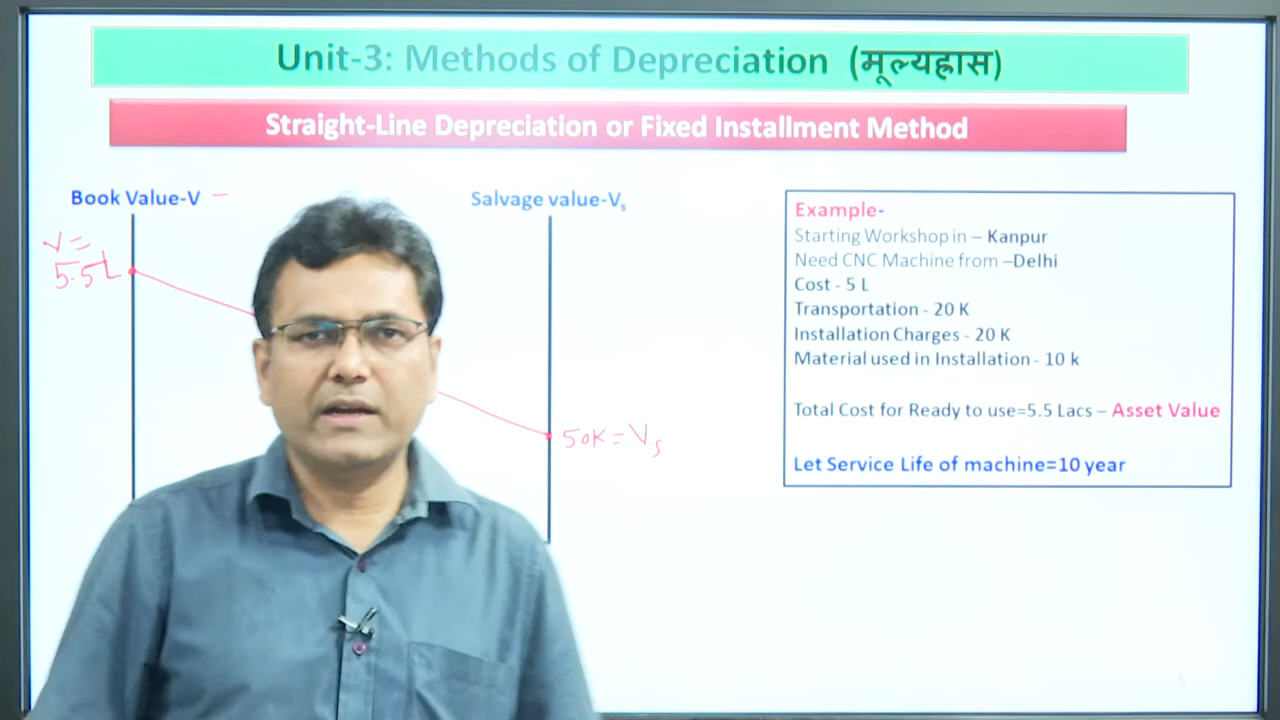 Unit-3: Methods of Depreciation (मूल्यह्रास)
Straight-Line Depreciation or Fixed Installment Method
Book Value-V –
Salvage value-Vs
V=
5.5L
50K=Vs
Example-
Starting Workshop in – Kanpur
Need CNC Machine from –Delhi
Cost - 5 L
Transportation - 20 K
Installation Charges - 20 K
Material used in Installation - 10 k
Total Cost for Ready to use=5.5 Lacs – Asset Value
Let Service Life of machine=10 year
5